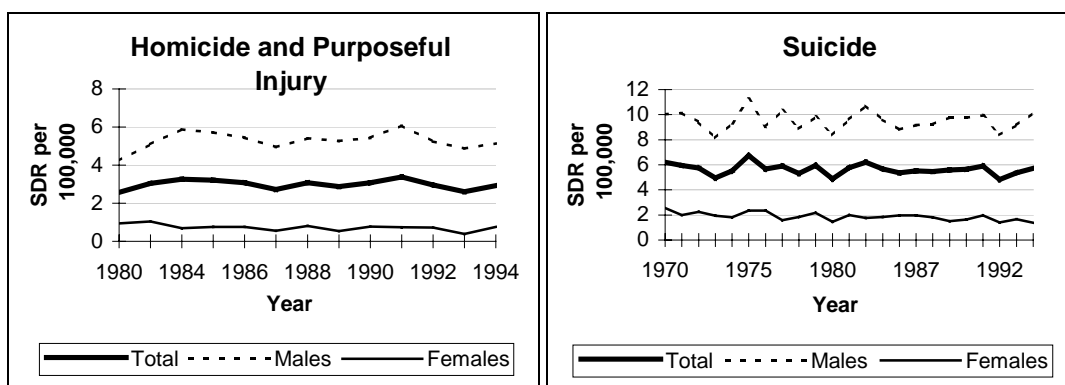 Homicide and Purposeful
Injury
8
6
4
2
0
SDR per
100,000
1980 1984 1986 1988 1990 1992 1994
Year
Total Males Females
Suicide
12
10
8
6
4
2
0
SDR per
100,000
1970 1975 1980 1987 1992
Year
Total Males Females